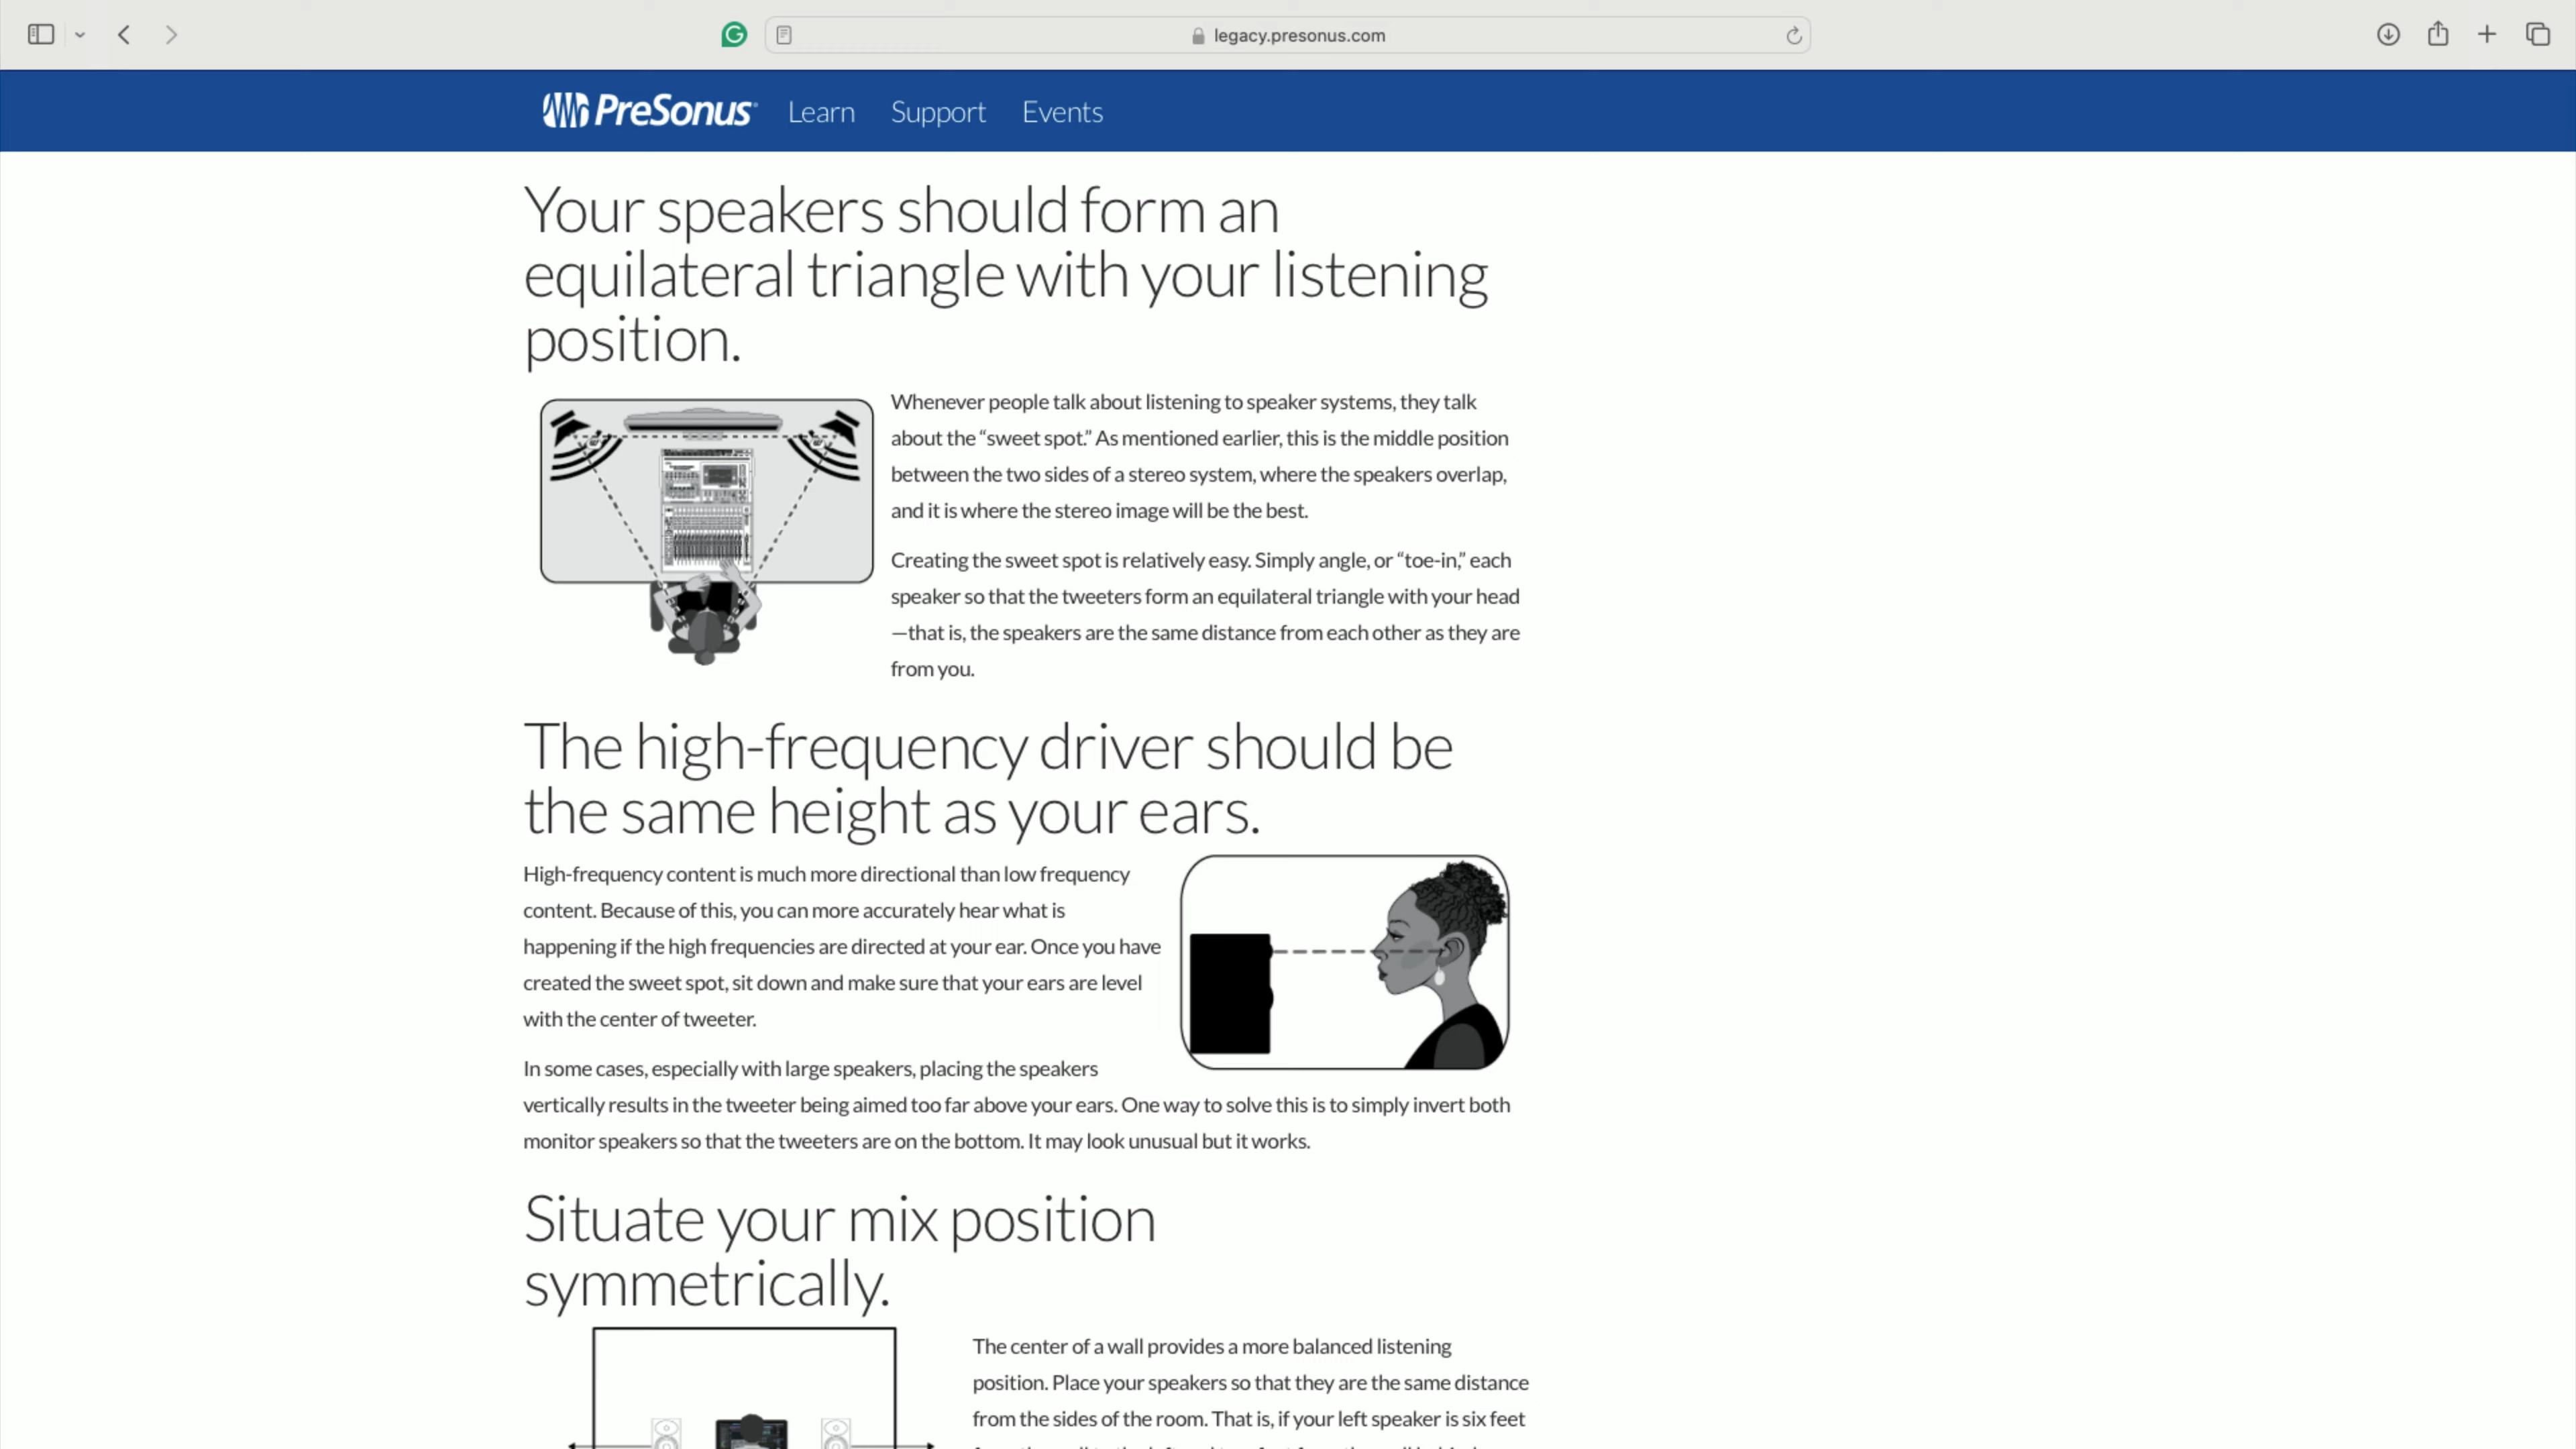 legacy.presonus.com
PreSonus Learn Support Events
Your speakers should form an
equilateral triangle with your listening
position.
Whenever people talk about listening to speaker systems, they talk
about the “sweet spot.” As mentioned earlier, this is the middle position
between the two sides of a stereo system, where the speakers overlap,
and it is where the stereo image will be the best.
Creating the sweet spot is relatively easy. Simply angle, or “toe-in,” each
speaker so that the tweeters form an equilateral triangle with your head
—that is, the speakers are the same distance from each other as they are
from you.
The high-frequency driver should be
the same height as your ears.
High-frequency content is much more directional than low frequency
content. Because of this, you can more accurately hear what is
happening if the high frequencies are directed at your ear. Once you have
created the sweet spot, sit down and make sure that your ears are level
with the center of tweeter.
In some cases, especially with large speakers, placing the speakers
vertically results in the tweeter being aimed too far above your ears. One way to solve this is to simply invert both
monitor speakers so that the tweeters are on the bottom. It may look unusual but it works.
Situate your mix position
symmetrically.
The center of a wall provides a more balanced listening
position. Place your speakers so that they are the same distance
from the sides of the room. That is, if your left speaker is six feet